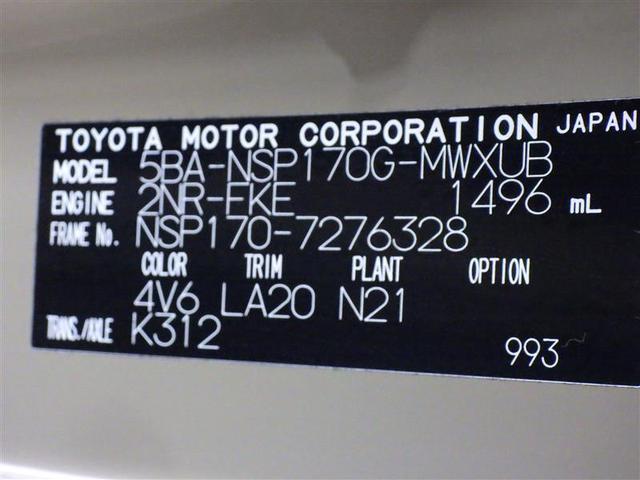 TOYOTA MOTOR CORPORATION JAPAN
MODEL 5BA-NSP170G-MWXUB
ENGINE 2NR-FKE 1496 mL
FRAME No. NSP170-7276328
COLOR TRIM PLANT OPTION
4V6 LA20 N21
TRANS./AXLE K312
993